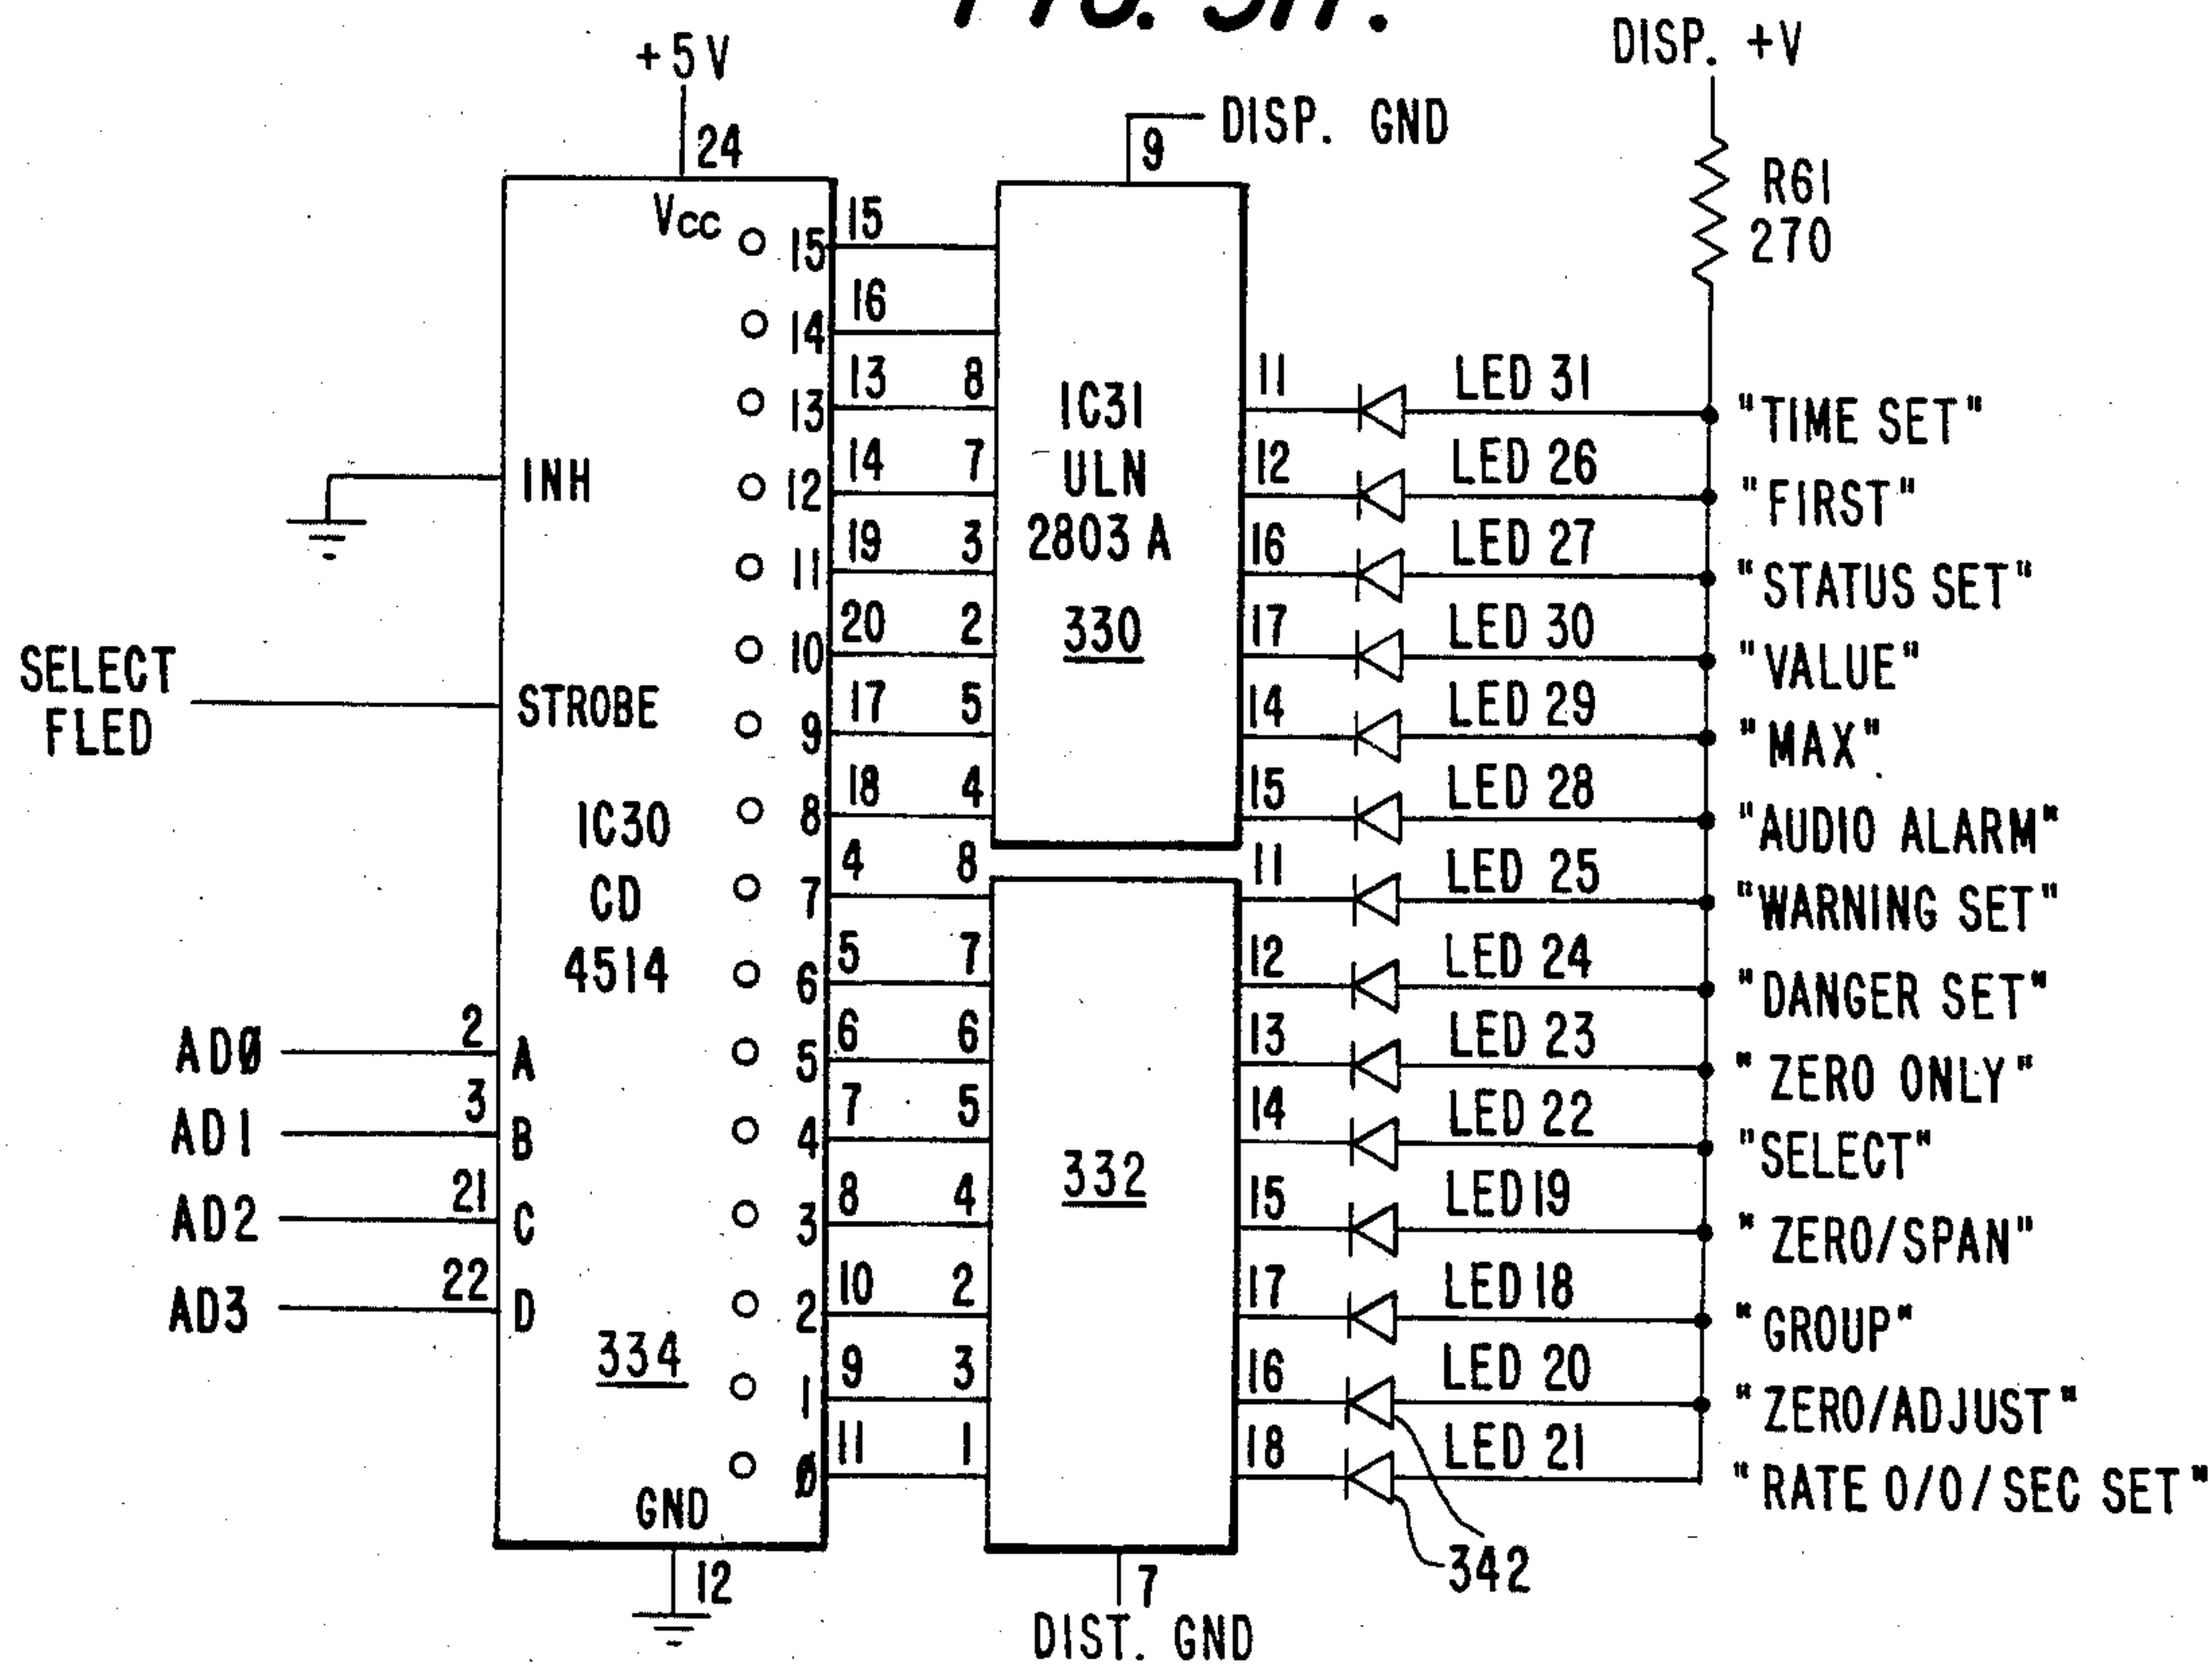 +5V
DISP. +V
24
9
DISP. GND
R61
270
Vcc
15 15
14 16
13 13 8
12 14 7
11 19 3
10 20 2
9 17 5
8 18 4
7 4 8
6 5 7
5 6 6
4 7 5
3 8 4
2 10 2
1 9 3
Ø 11 1
INH
SELECT
FLED
STROBE
IC30
CD
4514
ADØ 2 A
AD1 3 B
AD2 21 C
AD3 22 D
334
GND
12
IC31
ULN
2803 A
330
332
7
DIST. GND
11 LED 31 "TIME SET"
12 LED 26 "FIRST"
16 LED 27 "STATUS SET"
17 LED 30 "VALUE"
14 LED 29 "MAX"
15 LED 28 "AUDIO ALARM"
11 LED 25 "WARNING SET"
12 LED 24 "DANGER SET"
13 LED 23 "ZERO ONLY"
14 LED 22 "SELECT"
15 LED 19 "ZERO/SPAN"
17 LED 18 "GROUP"
16 LED 20 "ZERO/ADJUST"
18 LED 21 "RATE 0/0/SEC SET"
342